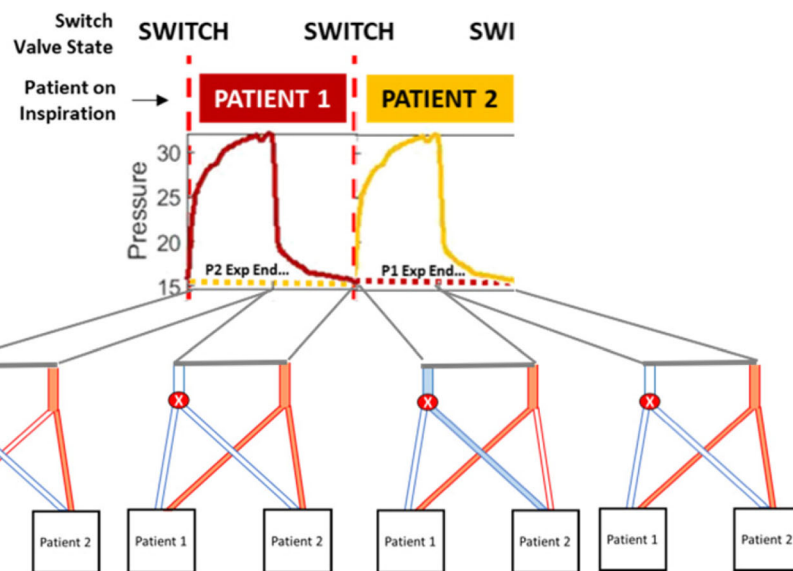 Switch
Valve State
SWITCH
SWITCH
SWI
Patient on
Inspiration
PATIENT 1
PATIENT 2
Pressure
30
25
20
15
P2 Exp End...
P1 Exp End...
X
X
X
Patient 2
Patient 1
Patient 2
Patient 1
Patient 2
Patient 1
Patient 2